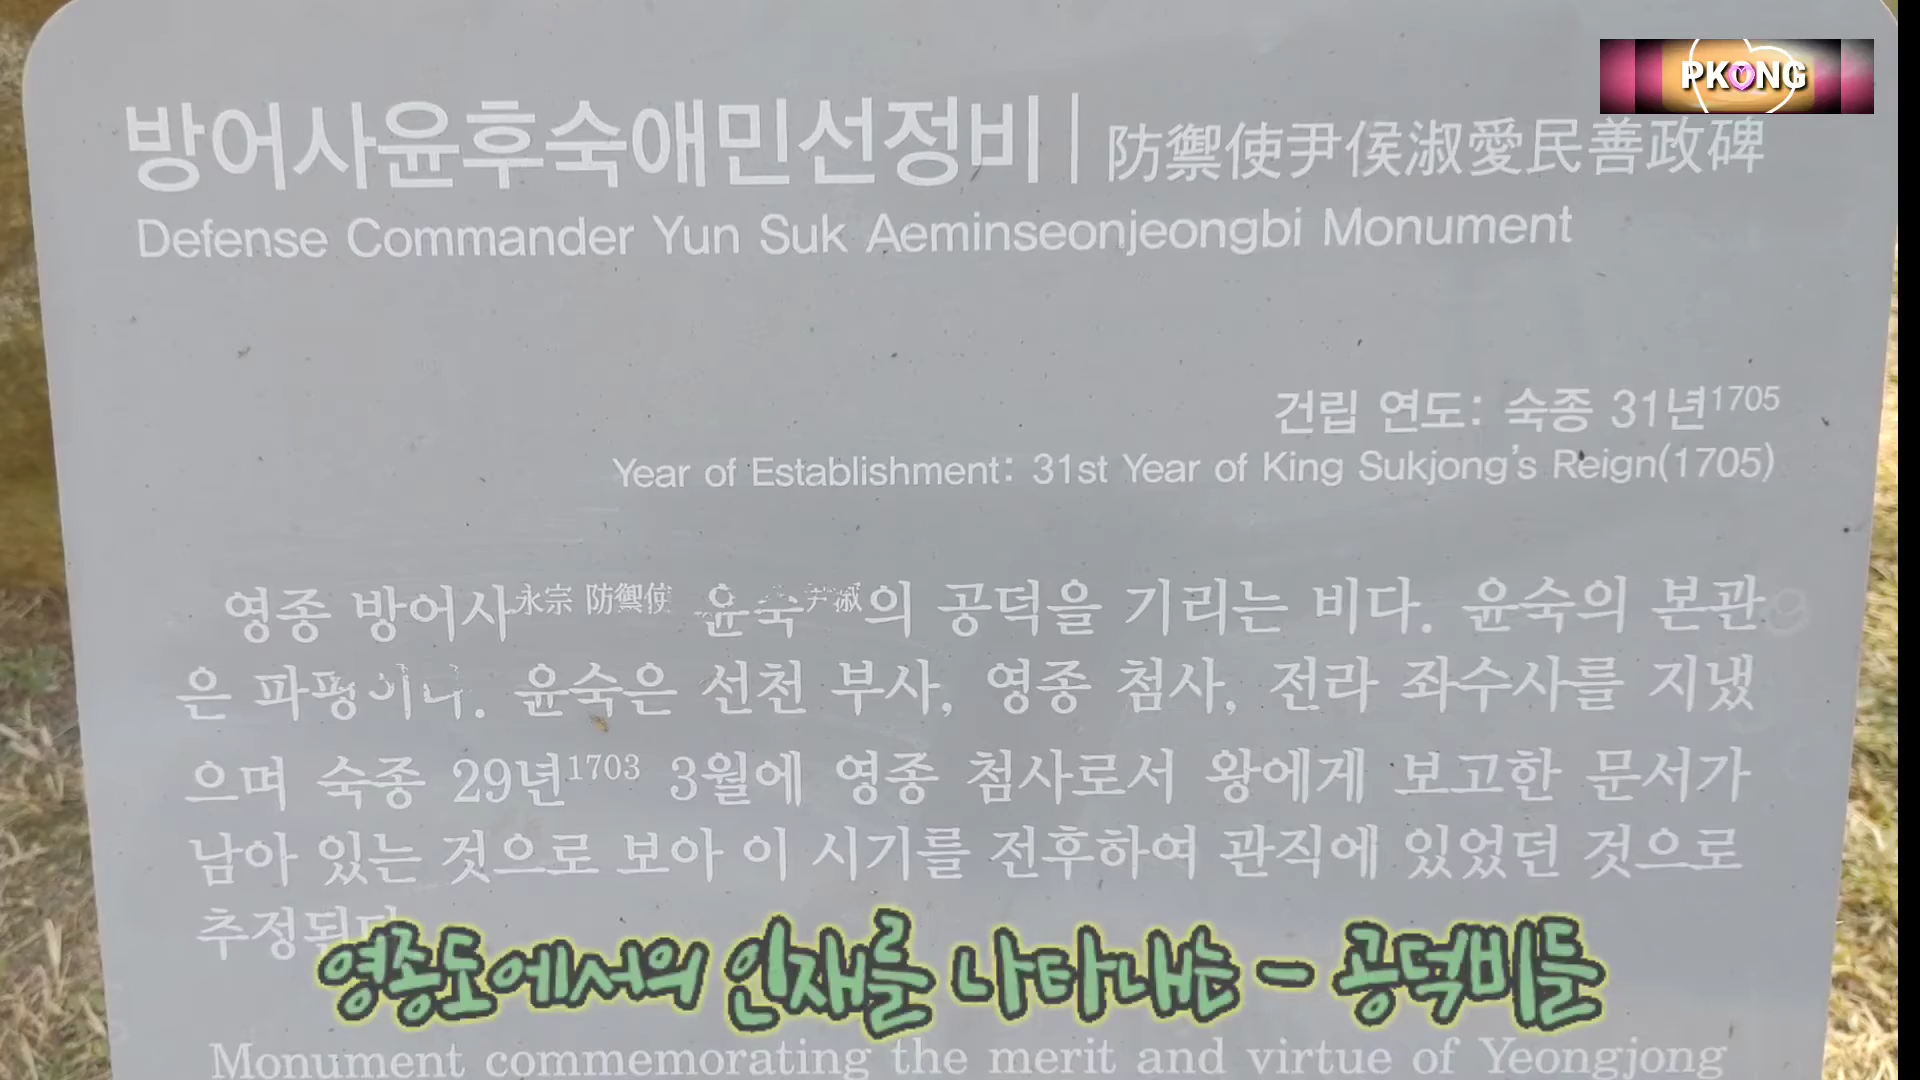 PKONG
방어사윤후숙애민선정비 | 防禦使尹侯淑愛民善政碑
Defense Commander Yun Suk Aeminseonjeongbi Monument
건립 연도: 숙종 31년1705
Year of Establishment: 31st Year of King Sukjong's Reign(1705)
영종 방어사永宗 防禦使 윤숙尹淑의 공덕을 기리는 비다. 윤숙의 본관
은 파평이다. 윤숙은 선천 부사, 영종 첨사, 전라 좌수사를 지냈
으며 숙종 29년1703 3월에 영종 첨사로서 왕에게 보고한 문서가
남아 있는 것으로 보아 이 시기를 전후하여 관직에 있었던 것으로
추정된다.
영종도에서의 인재를 나타내는 - 공덕비들
Monument commemorating the merit and virtue of Yeongjong